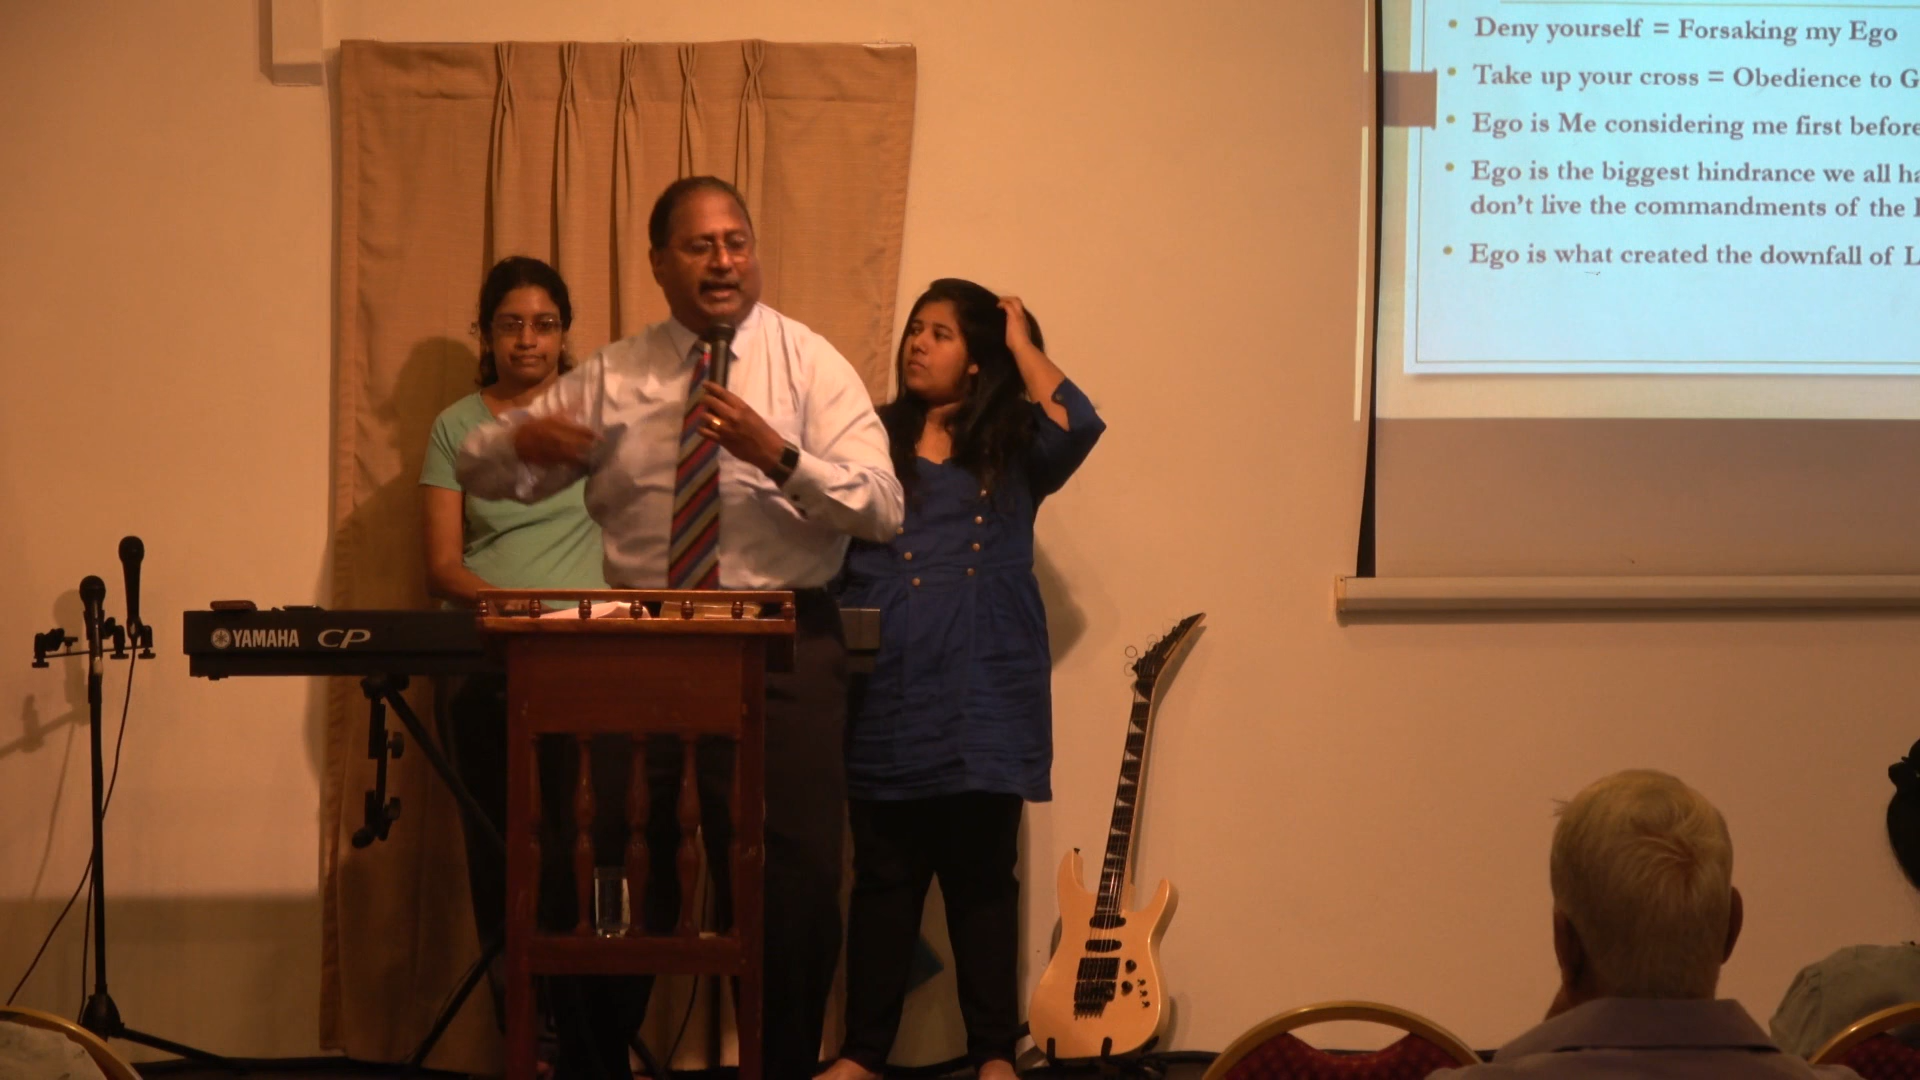 • Deny yourself = Forsaking my Ego
• Take up your cross = Obedience to G
• Ego is Me considering me first before
• Ego is the biggest hindrance we all ha
don't live the commandments of the
• Ego is what created the downfall of L
YAMAHA CP